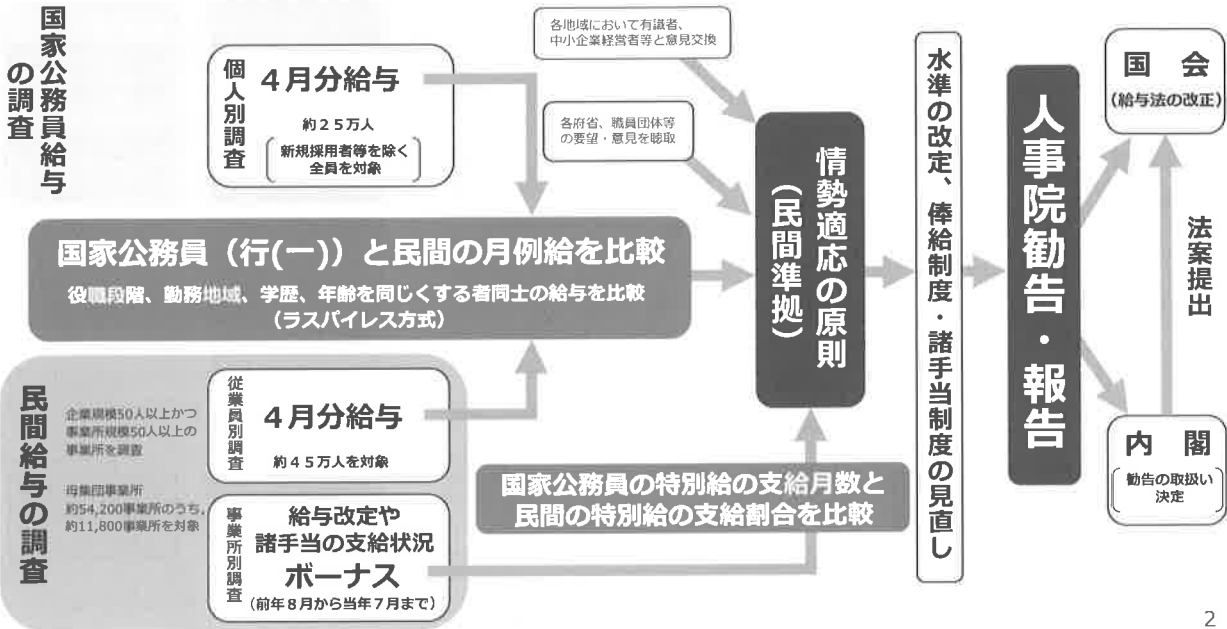 国家公務員給与
の調査
個人別調査
4月分給与
約25万人
新規採用者等を除く
全員を対象
各地域において有識者、
中小企業経営者等と意見交換
各府省、職員団体等
の要望・意見を聴取
国家公務員(行(一))と民間の月例給を比較
役職段階、勤務地域、学歴、年齢を同じくする者同士の給与を比較
(ラスパイレス方式)
民間給与の調査
企業規模50人以上かつ
事業所規模50人以上の
事業所を調査
母集団事業所
約54,200事業所のうち、
約11,800事業所を対象
従業員別調査
4月分給与
約45万人を対象
事業所別調査
給与改定や
諸手当の支給状況
ボーナス
(前年8月から当年7月まで)
国家公務員の特別給の支給月数と
民間の特別給の支給割合を比較
情勢適応の原則
(民間準拠)
水準の改定、俸給制度・諸手当制度の見直し
人事院勧告・報告
国 会
(給与法の改正)
法案提出
内 閣
勧告の取扱い
決定
2